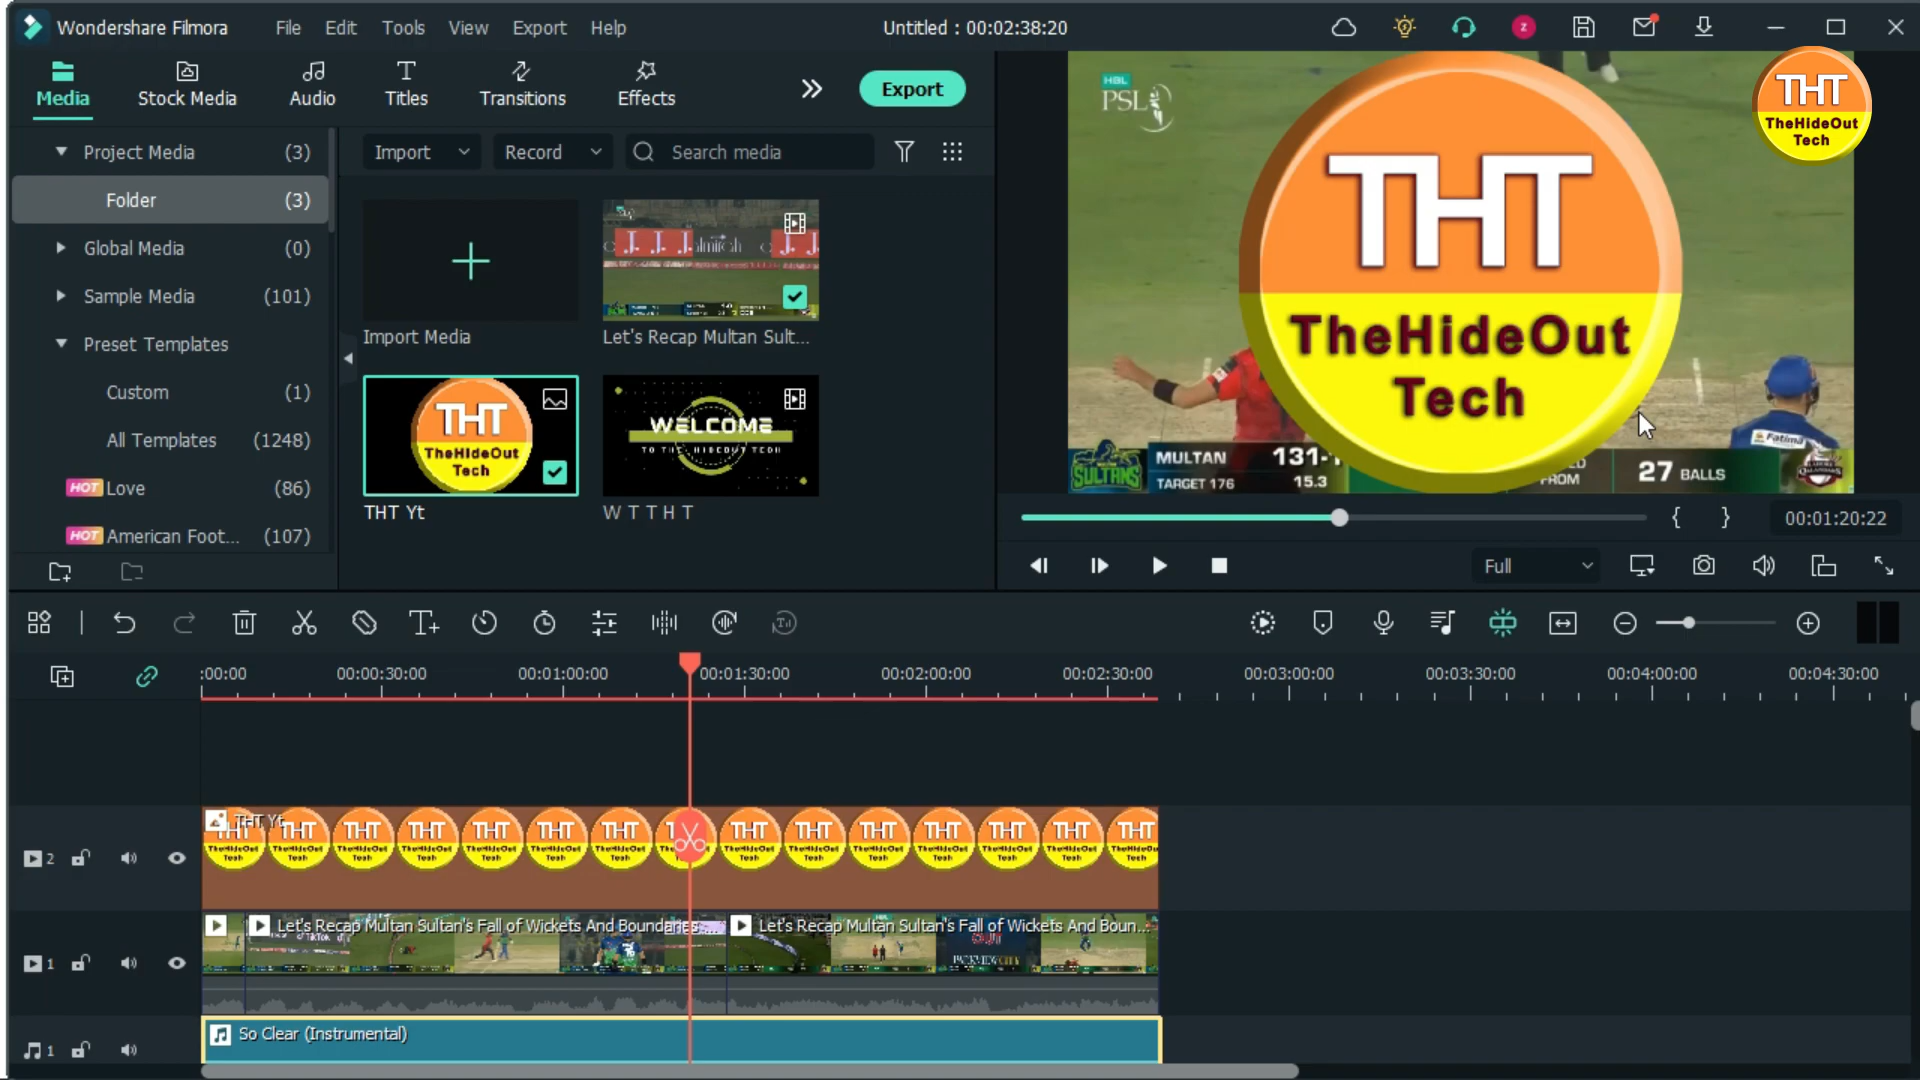 Wondershare Filmora
File
Edit
Tools
View
Export
Help
Untitled : 00:02:38:20
Z
Media
Stock Media
Audio
Titles
Transitions
Effects
Export
Project Media (3)
Folder (3)
Global Media (0)
Sample Media (101)
Preset Templates
Custom (1)
All Templates (1248)
HOT Love (86)
HOT American Foot... (107)
Import
Record
Search media
Import Media
J. J. J.
Let's Recap Multan Sult...
THT
TheHideOut
Tech
THT Yt
WELCOME
TO THE HIDEOUT TECH
W T T H T
HBL
PSL
THT
TheHideOut
Tech
THT
TheHideOut
Tech
Fatima
SULTANS
MULTAN 131-1
TARGET 176 15.3
FROM
27 BALLS
00:01:20:22
Full
:00:00
00:00:30:00
00:01:00:00
00:01:30:00
00:02:00:00
00:02:30:00
00:03:00:00
00:03:30:00
00:04:00:00
00:04:30:00
2
THT Yt
1
Let's Recap Multan Sultan's Fall of Wickets And Boundaries....
Let's Recap Multan Sultan's Fall of Wickets And Boun...
1
So Clear (Instrumental)